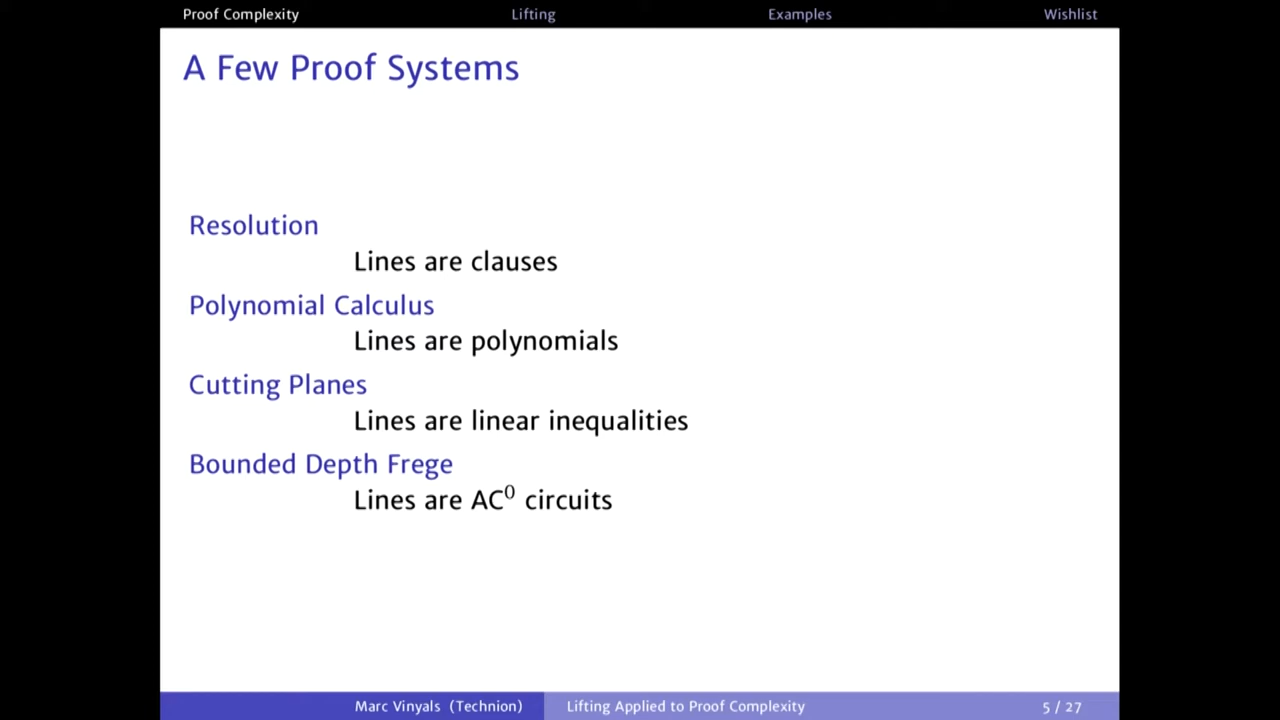 Proof Complexity Lifting Examples Wishlist
A Few Proof Systems
Resolution
Lines are clauses
Polynomial Calculus
Lines are polynomials
Cutting Planes
Lines are linear inequalities
Bounded Depth Frege
Lines are AC⁰ circuits
Marc Vinyals (Technion) Lifting Applied to Proof Complexity 5 / 27